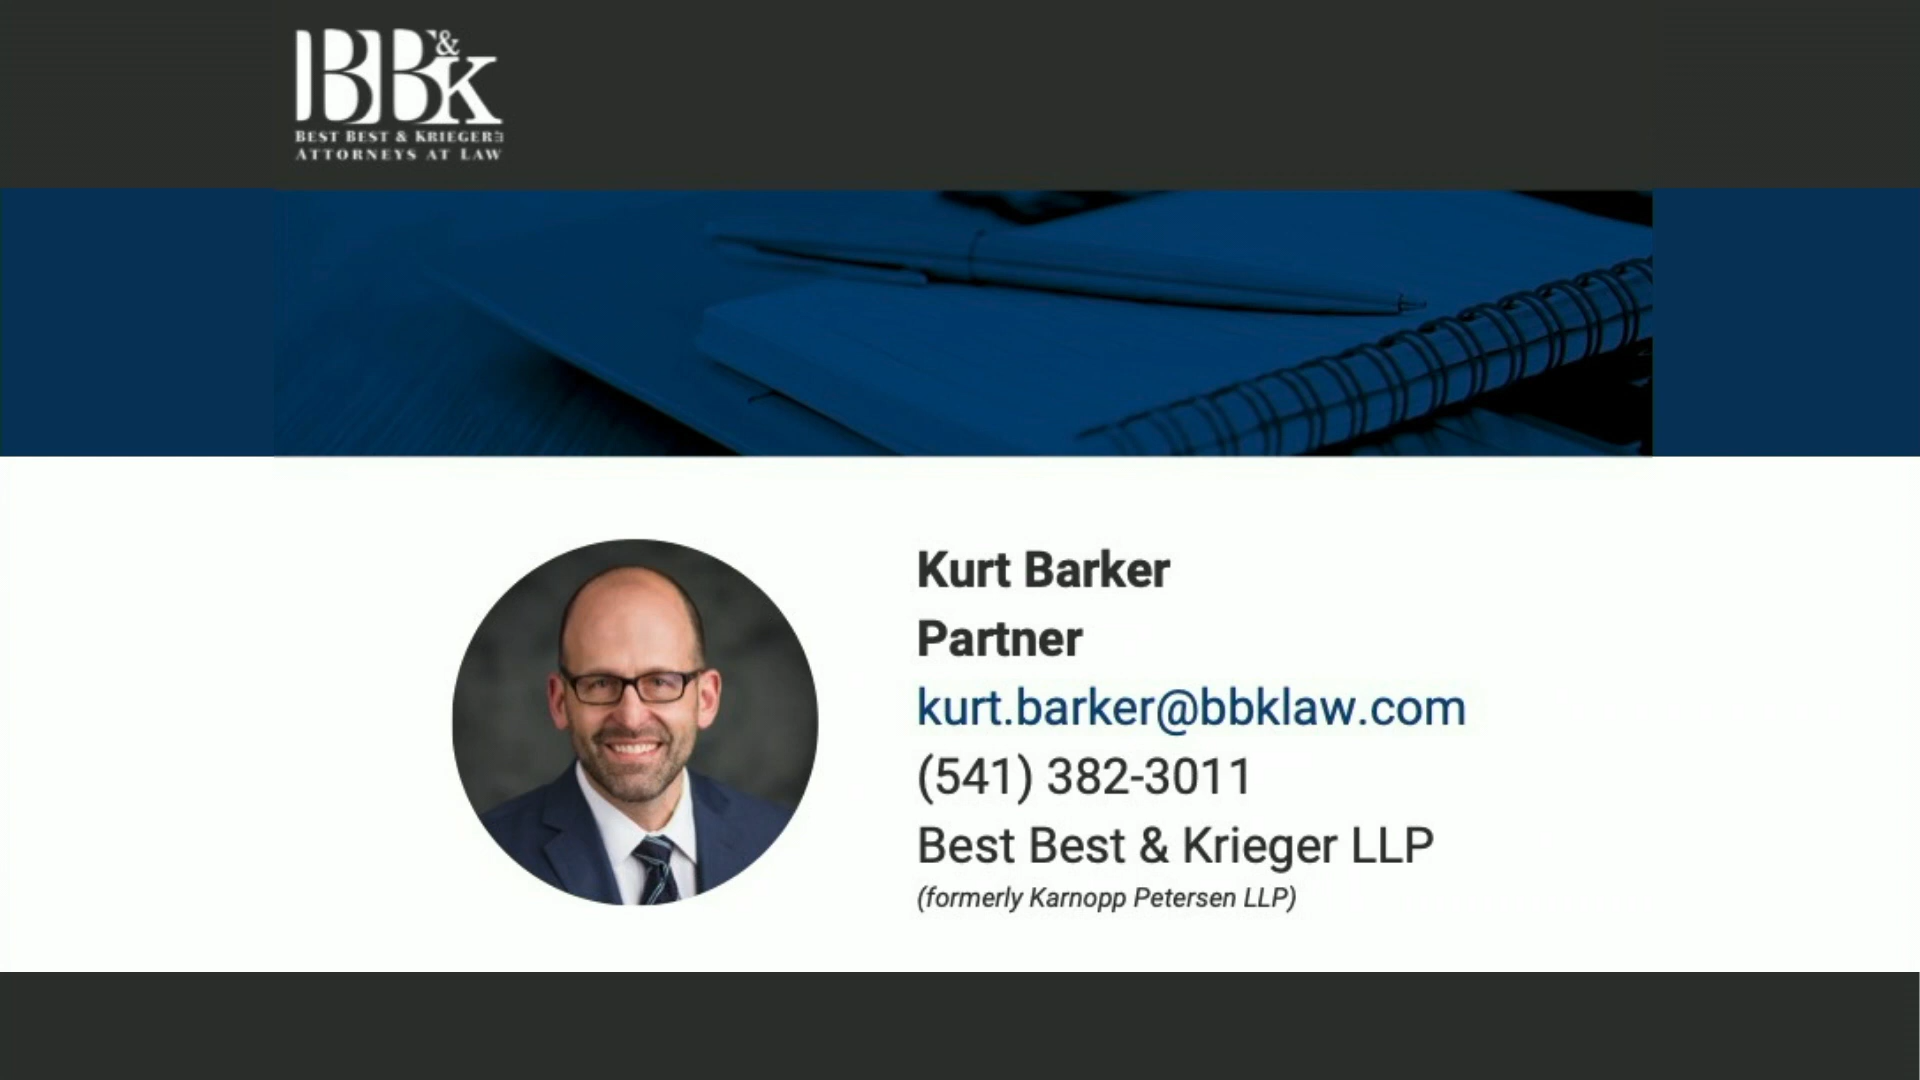 BB&K
BEST BEST & KRIEGER
ATTORNEYS AT LAW
Kurt Barker
Partner
kurt.barker@bbklaw.com
(541) 382-3011
Best Best & Krieger LLP
(formerly Karnopp Petersen LLP)